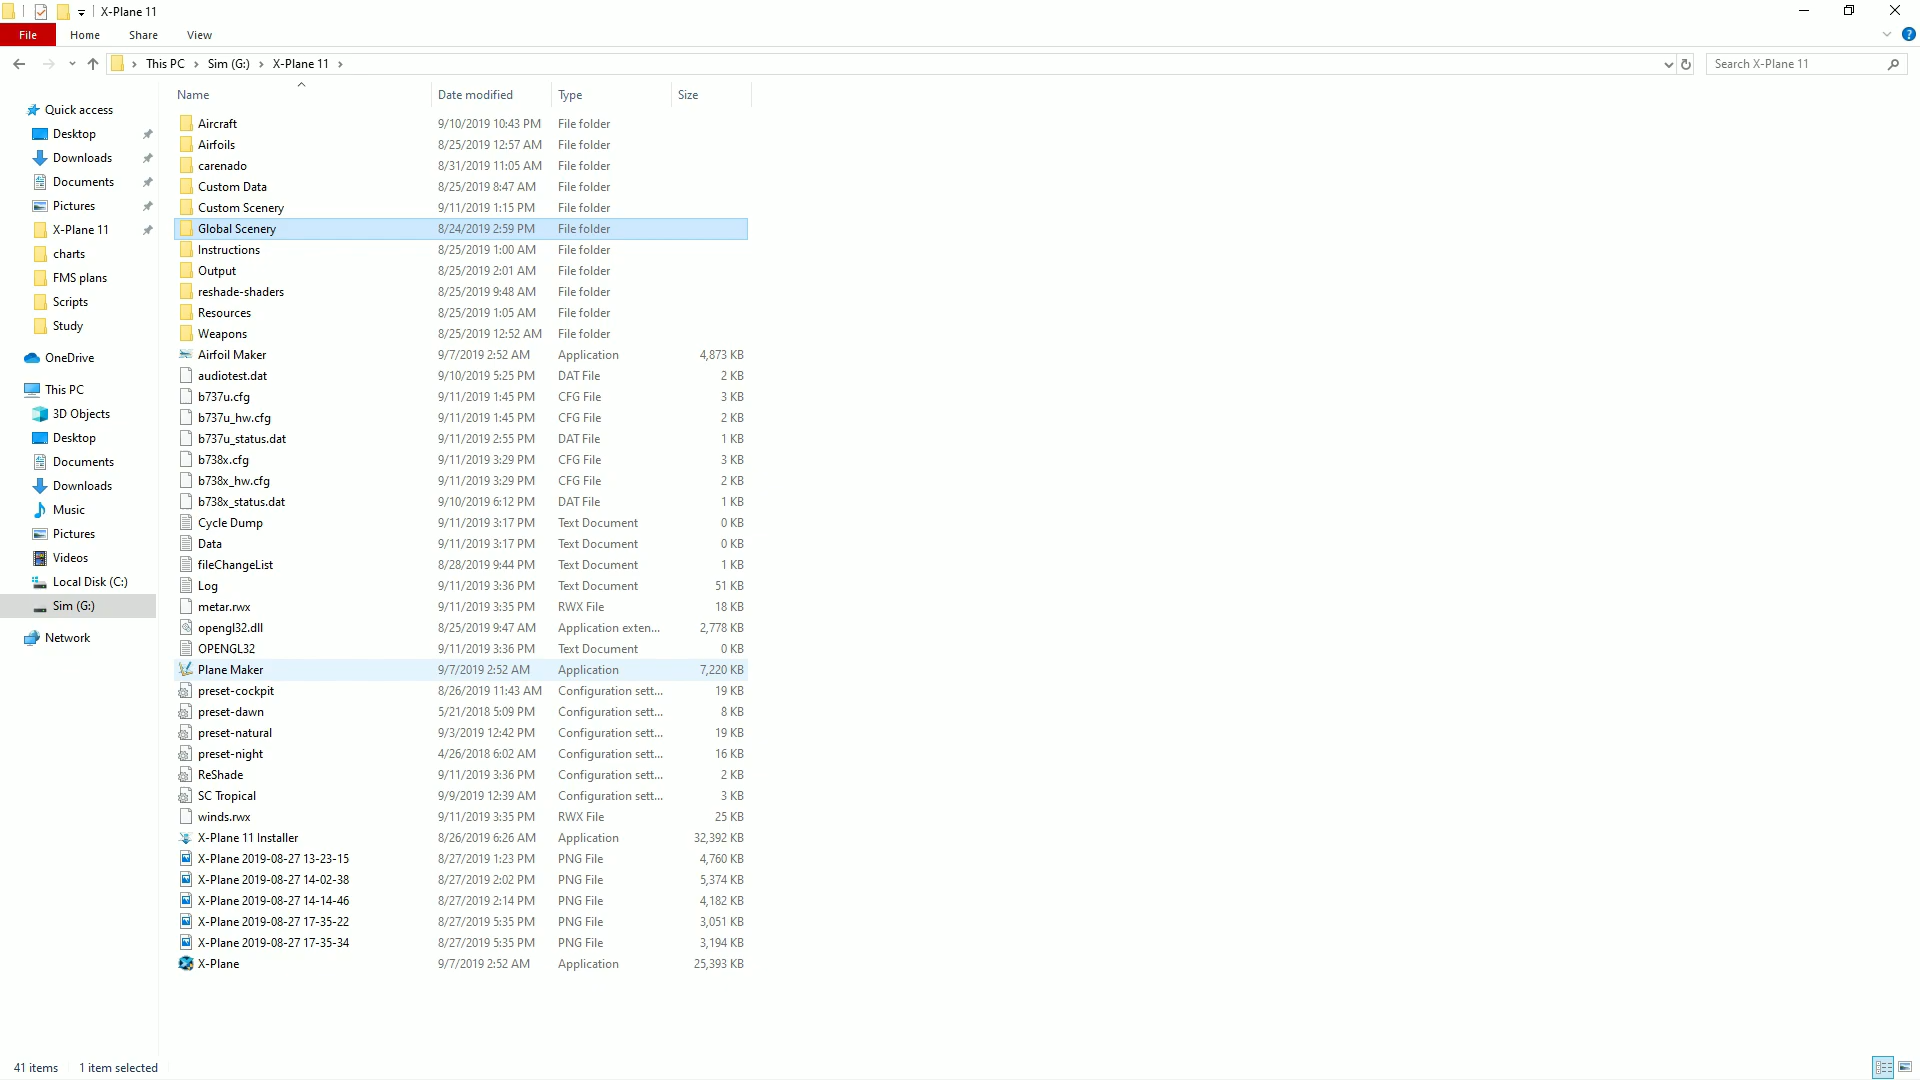 X-Plane 11
File Home Share View
This PC Sim (G:) X-Plane 11 Search X-Plane 11
Name Date modified Type Size
Quick access
Desktop
Downloads
Documents
Pictures
X-Plane 11
charts
FMS plans
Scripts
Study
OneDrive
This PC
3D Objects
Desktop
Documents
Downloads
Music
Pictures
Videos
Local Disk (C:)
Sim (G:)
Network
Aircraft 9/10/2019 10:43 PM File folder
Airfoils 8/25/2019 12:57 AM File folder
carenado 8/31/2019 11:05 AM File folder
Custom Data 8/25/2019 8:47 AM File folder
Custom Scenery 9/11/2019 1:15 PM File folder
Global Scenery 8/24/2019 2:59 PM File folder
Instructions 8/25/2019 1:00 AM File folder
Output 8/25/2019 2:01 AM File folder
reshade-shaders 8/25/2019 9:48 AM File folder
Resources 8/25/2019 1:05 AM File folder
Weapons 8/25/2019 12:52 AM File folder
Airfoil Maker 9/7/2019 2:52 AM Application 4,873 KB
audiotest.dat 9/10/2019 5:25 PM DAT File 2 KB
b737u.cfg 9/11/2019 1:45 PM CFG File 3 KB
b737u_hw.cfg 9/11/2019 1:45 PM CFG File 2 KB
b737u_status.dat 9/11/2019 2:55 PM DAT File 1 KB
b738x.cfg 9/11/2019 3:29 PM CFG File 3 KB
b738x_hw.cfg 9/11/2019 3:29 PM CFG File 2 KB
b738x_status.dat 9/10/2019 6:12 PM DAT File 1 KB
Cycle Dump 9/11/2019 3:17 PM Text Document 0 KB
Data 9/11/2019 3:17 PM Text Document 0 KB
fileChangeList 8/28/2019 9:44 PM Text Document 1 KB
Log 9/11/2019 3:36 PM Text Document 51 KB
metar.rwx 9/11/2019 3:35 PM RWX File 18 KB
opengl32.dll 8/25/2019 9:47 AM Application exten... 2,778 KB
OPENGL32 9/11/2019 3:36 PM Text Document 0 KB
Plane Maker 9/7/2019 2:52 AM Application 7,220 KB
preset-cockpit 8/26/2019 11:43 AM Configuration sett... 19 KB
preset-dawn 5/21/2018 5:09 PM Configuration sett... 8 KB
preset-natural 9/3/2019 12:42 PM Configuration sett... 19 KB
preset-night 4/26/2018 6:02 AM Configuration sett... 16 KB
ReShade 9/11/2019 3:36 PM Configuration sett... 2 KB
SC Tropical 9/9/2019 12:39 AM Configuration sett... 3 KB
winds.rwx 9/11/2019 3:35 PM RWX File 25 KB
X-Plane 11 Installer 8/26/2019 6:26 AM Application 32,392 KB
X-Plane 2019-08-27 13-23-15 8/27/2019 1:23 PM PNG File 4,760 KB
X-Plane 2019-08-27 14-02-38 8/27/2019 2:02 PM PNG File 5,374 KB
X-Plane 2019-08-27 14-14-46 8/27/2019 2:14 PM PNG File 4,182 KB
X-Plane 2019-08-27 17-35-22 8/27/2019 5:35 PM PNG File 3,051 KB
X-Plane 2019-08-27 17-35-34 8/27/2019 5:35 PM PNG File 3,194 KB
X-Plane 9/7/2019 2:52 AM Application 25,393 KB
41 items 1 item selected